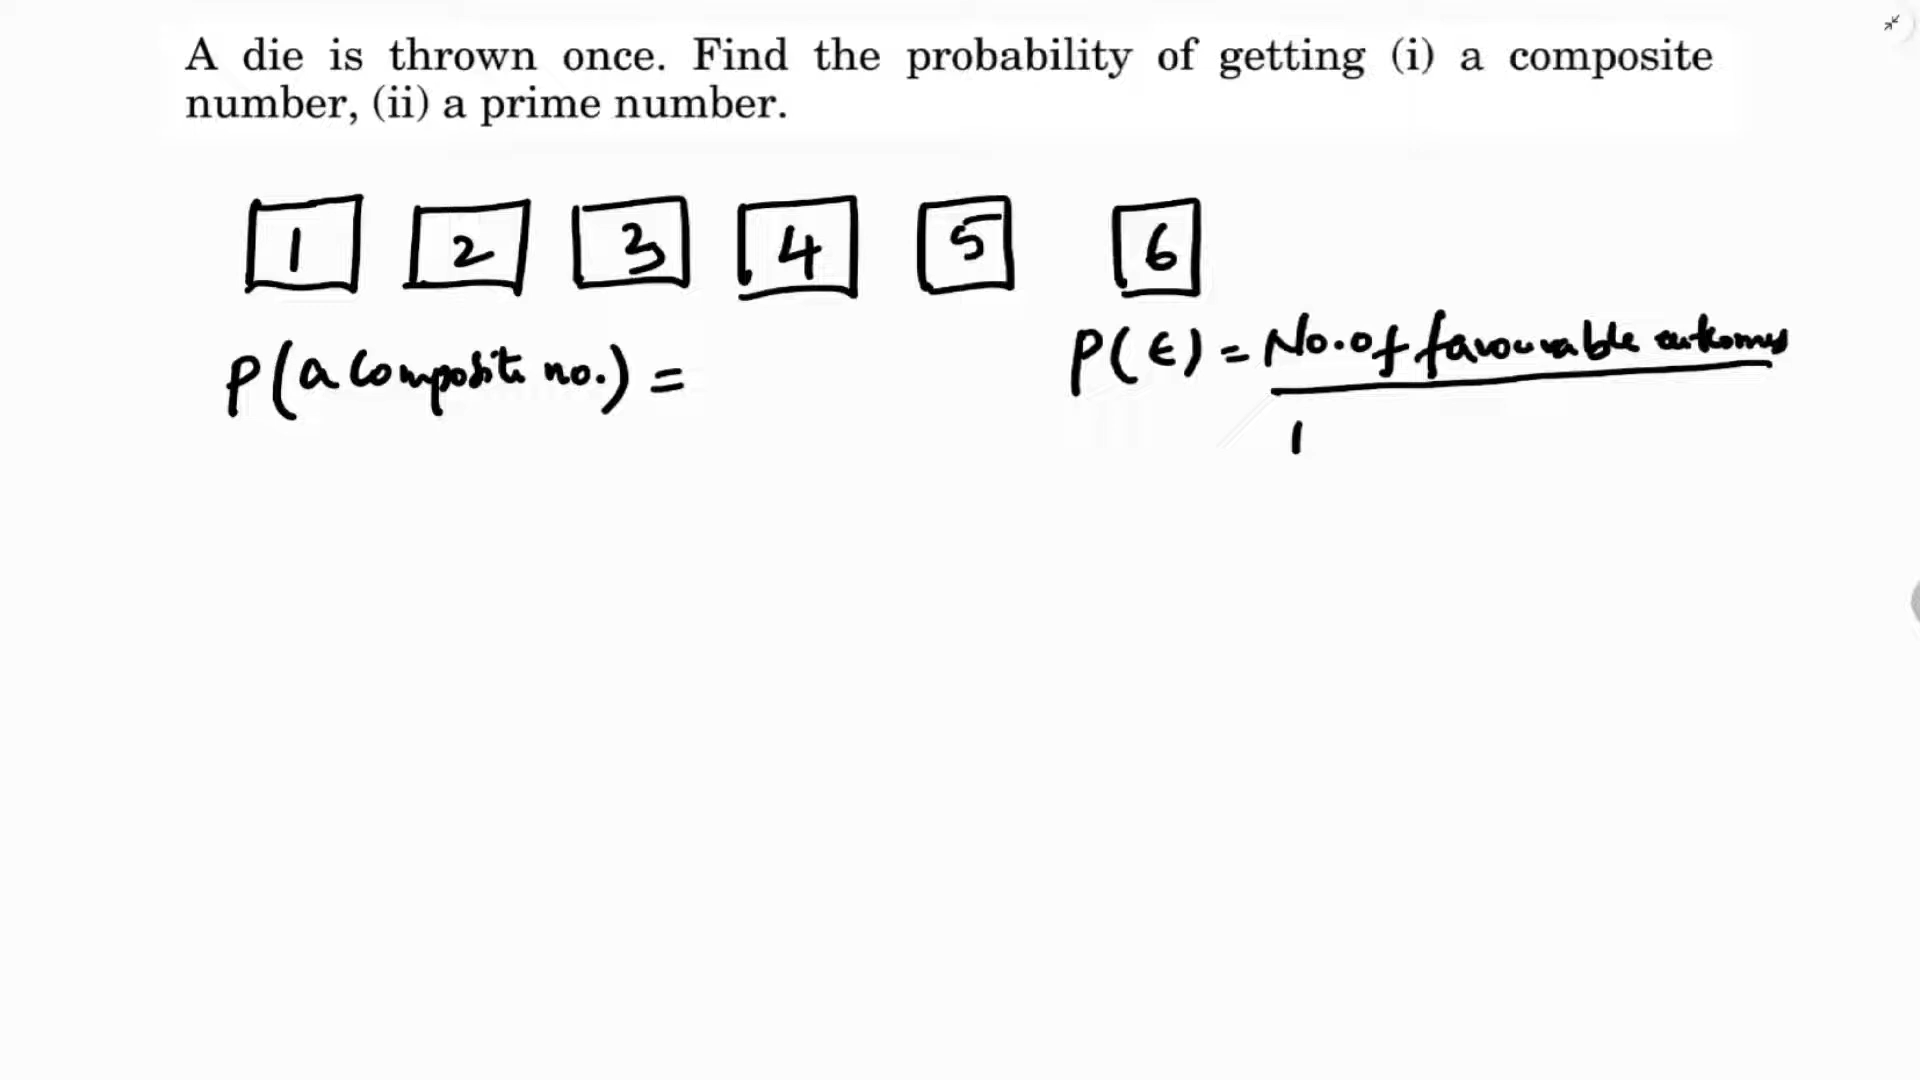 A die is thrown once. Find the probability of getting (i) a composite
number, (ii) a prime number.
1 2 3 4 5 6
P(a composite no.) =
P(E) = No. of favourable outcomes